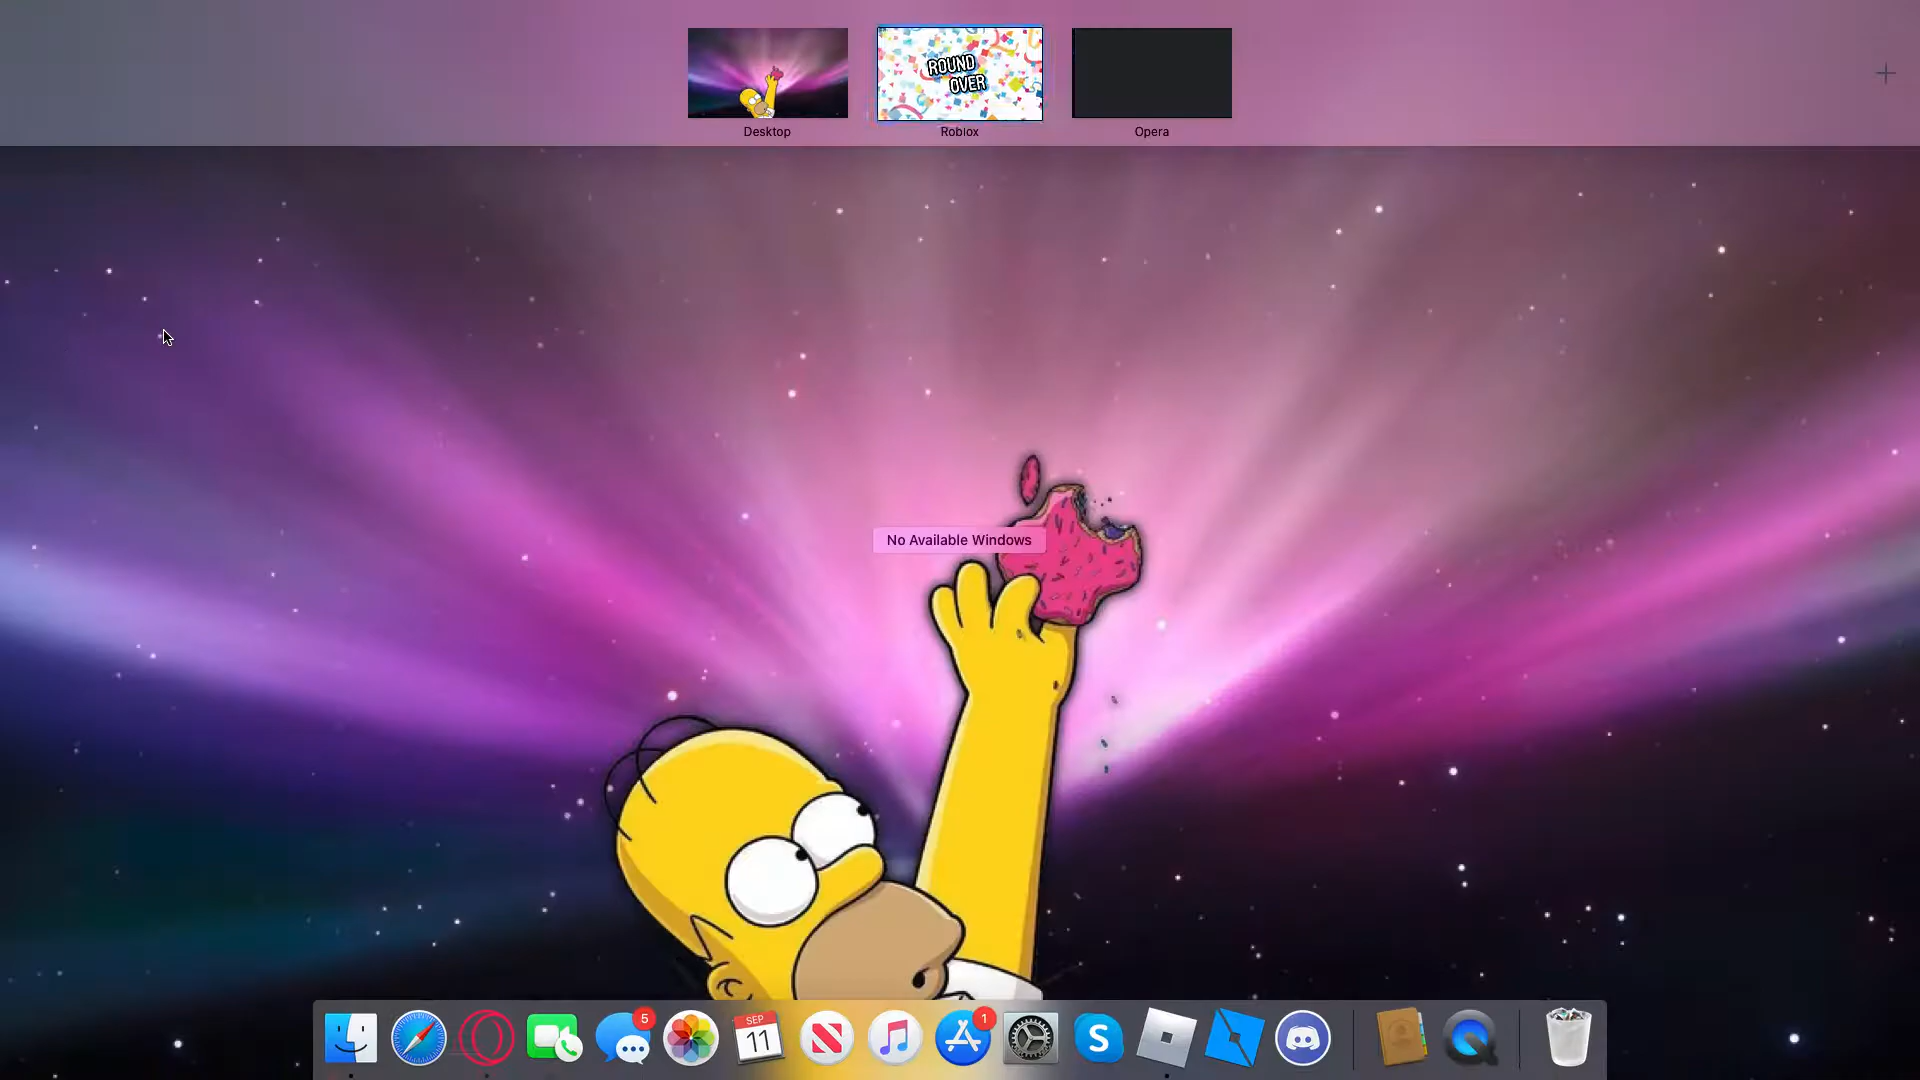 ROUND
OVER
Desktop
Roblox
Opera
No Available Windows
5
SEP
11
1
S